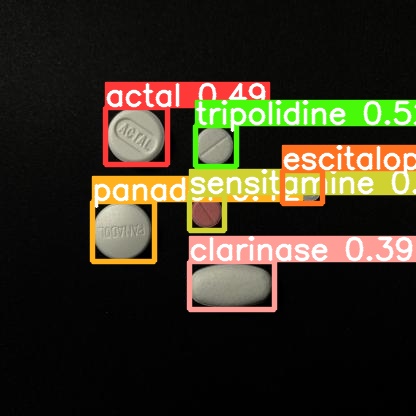 actal 0.49
tripolidine 0.5
escitalop
sensitamine 0.
panad
clarinase 0.39
ACTAL
PANADOL